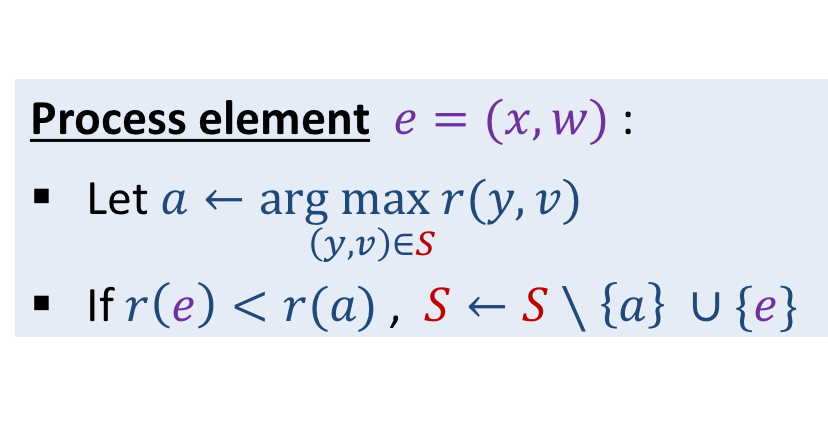 Process element e = (x, w) :
▪ Let a ← arg max r(y, v)
(y,v)∈S
▪ If r(e) < r(a) , S ← S \ {a} ∪ {e}